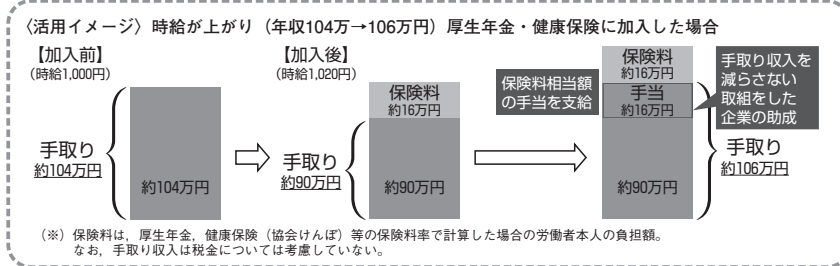 〈活用イメージ〉時給が上がり（年収104万→106万円）厚生年金・健康保険に加入した場合
【加入前】
（時給1,000円）
手取り
約104万円
約104万円
【加入後】
（時給1,020円）
保険料
約16万円
手取り
約90万円
約90万円
保険料相当額
の手当を支給
保険料
約16万円
手当
約16万円
約90万円
手取り収入を
減らさない
取組をした
企業の助成
手取り
約106万円
（※）保険料は，厚生年金，健康保険（協会けんぽ）等の保険料率で計算した場合の労働者本人の負担額。
なお，手取り収入は税金については考慮していない。